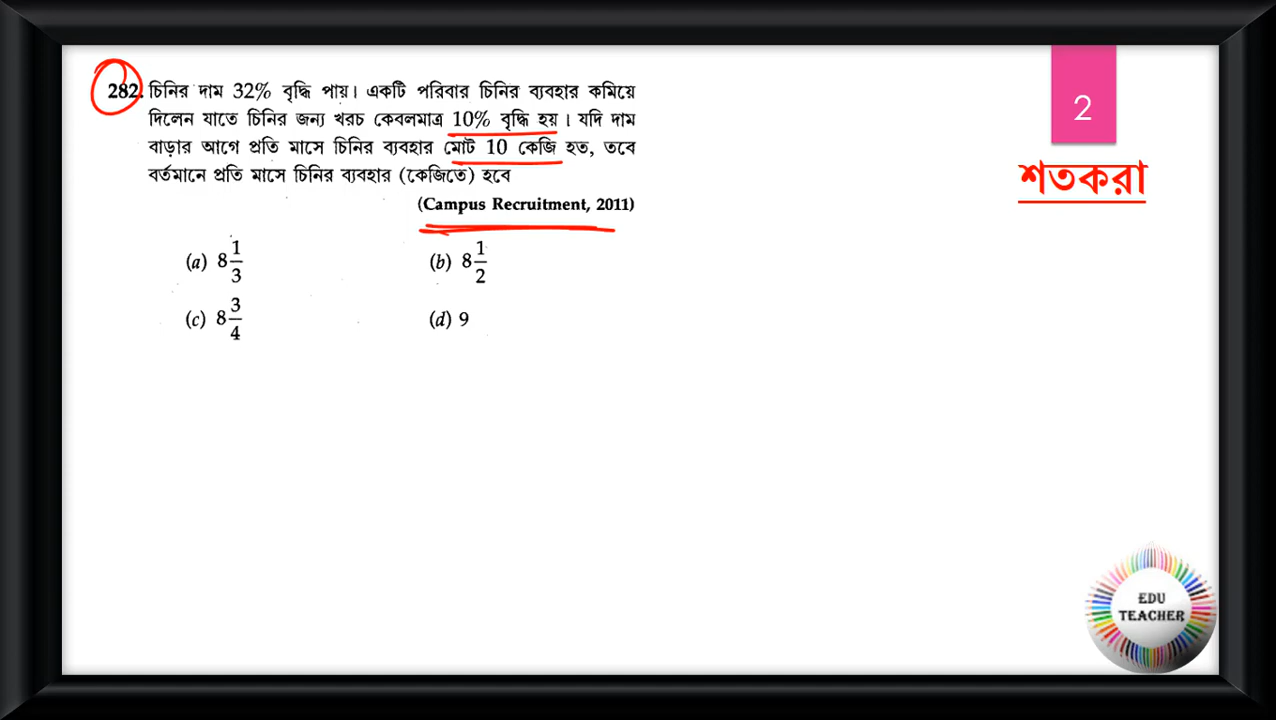 282. চিনির দাম 32% বৃদ্ধি পায়। একটি পরিবার চিনির ব্যবহার কমিয়ে
দিলেন যাতে চিনির জন্য খরচ কেবলমাত্র 10% বৃদ্ধি হয়। যদি দাম
বাড়ার আগে প্রতি মাসে চিনির ব্যবহার মোট 10 কেজি হত, তবে
বর্তমানে প্রতি মাসে চিনির ব্যবহার (কেজিতে) হবে
(Campus Recruitment, 2011)
(a) 8 1/3 (b) 8 1/2
(c) 8 3/4 (d) 9
2
শতকরা
EDU
TEACHER